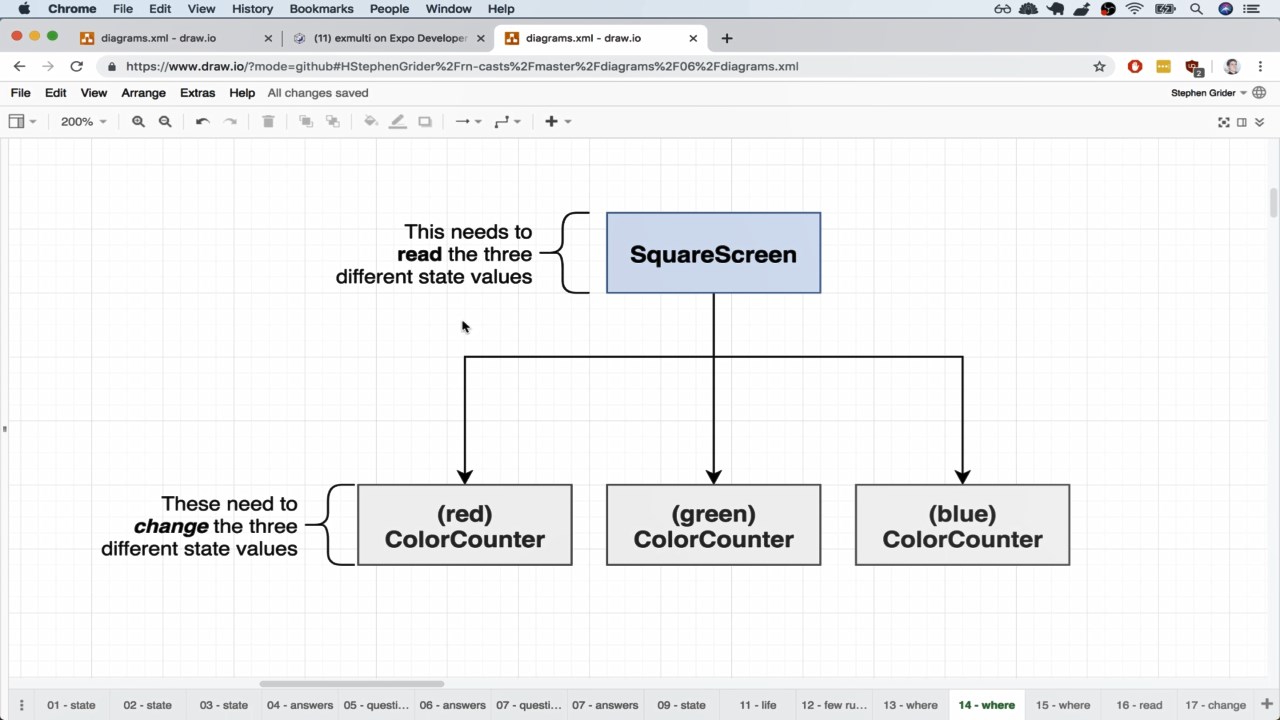 Chrome File Edit View History Bookmarks People Window Help
diagrams.xml - draw.io
(11) exmulti on Expo Developer
diagrams.xml - draw.io
https://www.draw.io/?mode=github#HStephenGrider%2Frn-casts%2Fmaster%2Fdiagrams%2F06%2Fdiagrams.xml
2
File Edit View Arrange Extras Help All changes saved
Stephen Grider
200%
This needs to
read the three
different state values
SquareScreen
These need to
change the three
different state values
(red)
ColorCounter
(green)
ColorCounter
(blue)
ColorCounter
01 - state 02 - state 03 - state 04 - answers 05 - questi... 06 - answers 07 - questi... 07 - answers 09 - state 11 - life 12 - few ru... 13 - where 14 - where 15 - where 16 - read 17 - change